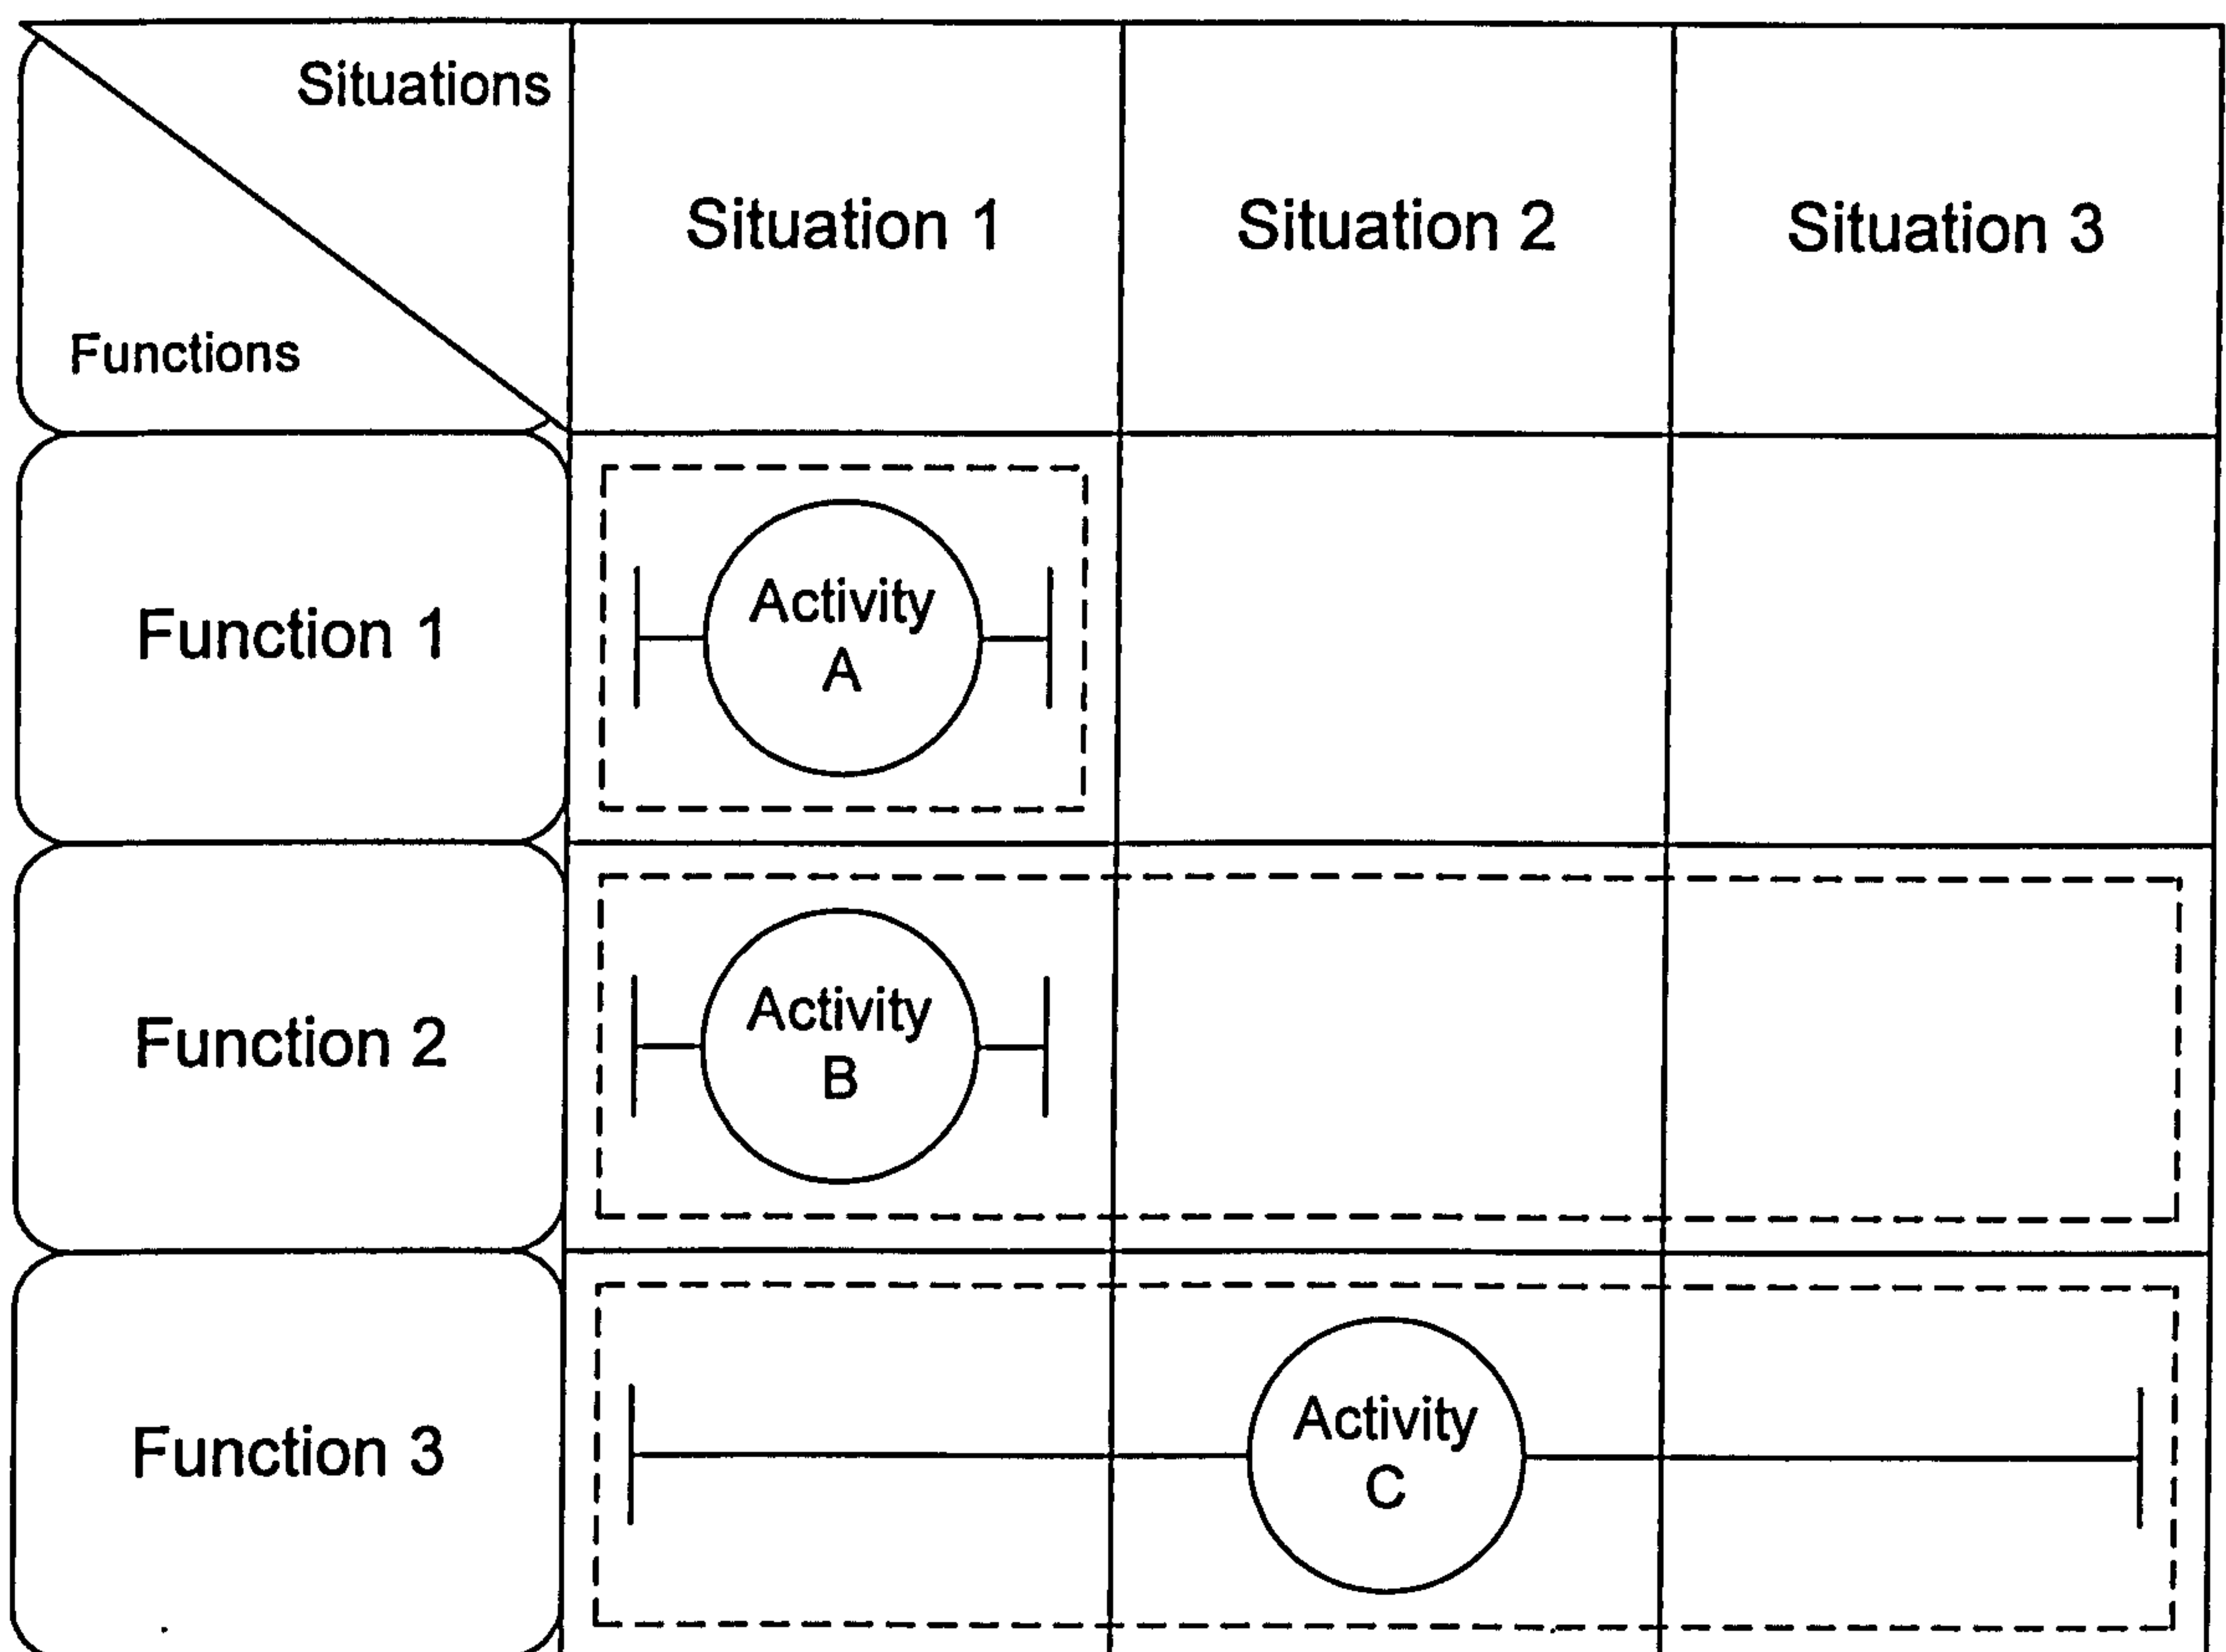 Situations
Functions
Situation 1
Situation 2
Situation 3
Function 1
Activity
A
Function 2
Activity
B
Function 3
Activity
C